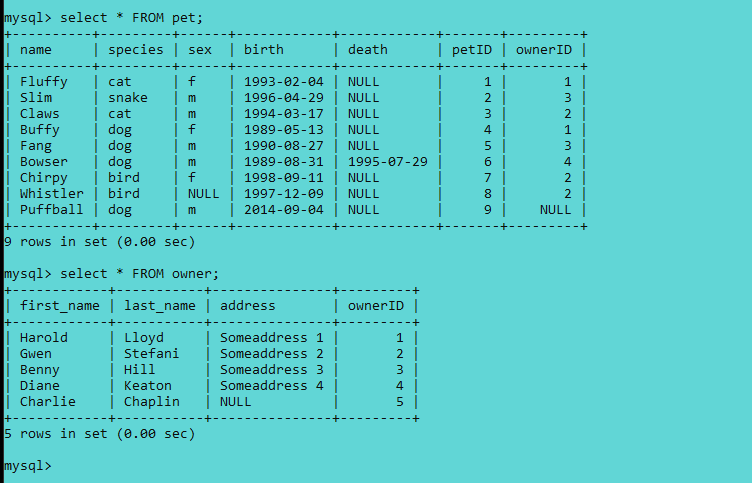 mysql> select * FROM pet;
+----------+---------+------+------------+------------+-------+---------+
| name     | species | sex  | birth      | death      | petID | ownerID |
+----------+---------+------+------------+------------+-------+---------+
| Fluffy   | cat     | f    | 1993-02-04 | NULL       |     1 |       1 |
| Slim     | snake   | m    | 1996-04-29 | NULL       |     2 |       3 |
| Claws    | cat     | m    | 1994-03-17 | NULL       |     3 |       2 |
| Buffy    | dog     | f    | 1989-05-13 | NULL       |     4 |       1 |
| Fang     | dog     | m    | 1990-08-27 | NULL       |     5 |       3 |
| Bowser   | dog     | m    | 1989-08-31 | 1995-07-29 |     6 |       4 |
| Chirpy   | bird    | f    | 1998-09-11 | NULL       |     7 |       2 |
| Whistler | bird    | NULL | 1997-12-09 | NULL       |     8 |       2 |
| Puffball | dog     | m    | 2014-09-04 | NULL       |     9 |    NULL |
+----------+---------+------+------------+------------+-------+---------+
9 rows in set (0.00 sec)
mysql> select * FROM owner;
+------------+-----------+---------------+---------+
| first_name | last_name | address       | ownerID |
+------------+-----------+---------------+---------+
| Harold     | Lloyd     | Someaddress 1 |       1 |
| Gwen       | Stefani   | Someaddress 2 |       2 |
| Benny      | Hill      | Someaddress 3 |       3 |
| Diane      | Keaton    | Someaddress 4 |       4 |
| Charlie    | Chaplin   | NULL          |       5 |
+------------+-----------+---------------+---------+
5 rows in set (0.00 sec)
mysql>